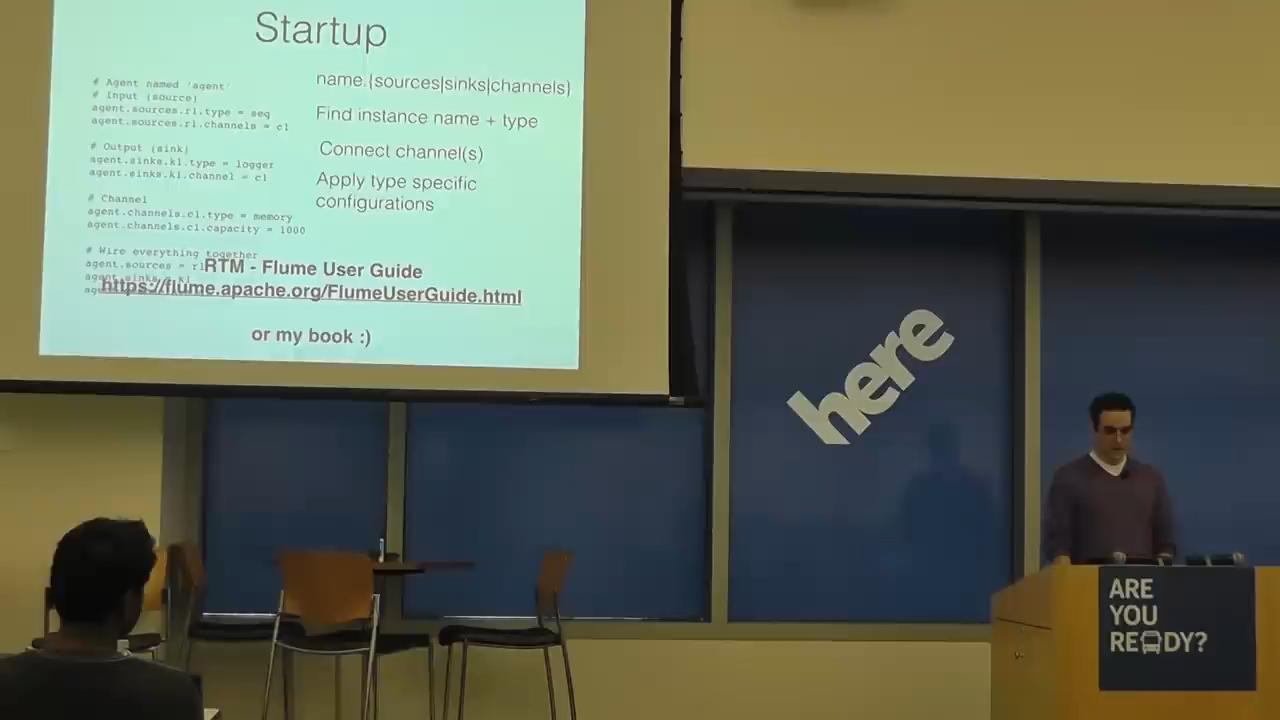 Startup
# Agent named 'agent'
# Input (source)
agent.sources.r1.type = seq
agent.sources.r1.channels = c1
# Output (sink)
agent.sinks.k1.type = logger
agent.sinks.k1.channel = c1
# Channel
agent.channels.c1.type = memory
agent.channels.c1.capacity = 1000
# Wire everything together
agent.sources = r1
name.{sources|sinks|channels}
Find instance name + type
Connect channel(s)
Apply type specific
configurations
RTM - Flume User Guide
https://flume.apache.org/FlumeUserGuide.html
or my book :)
here
ARE
YOU
READY?